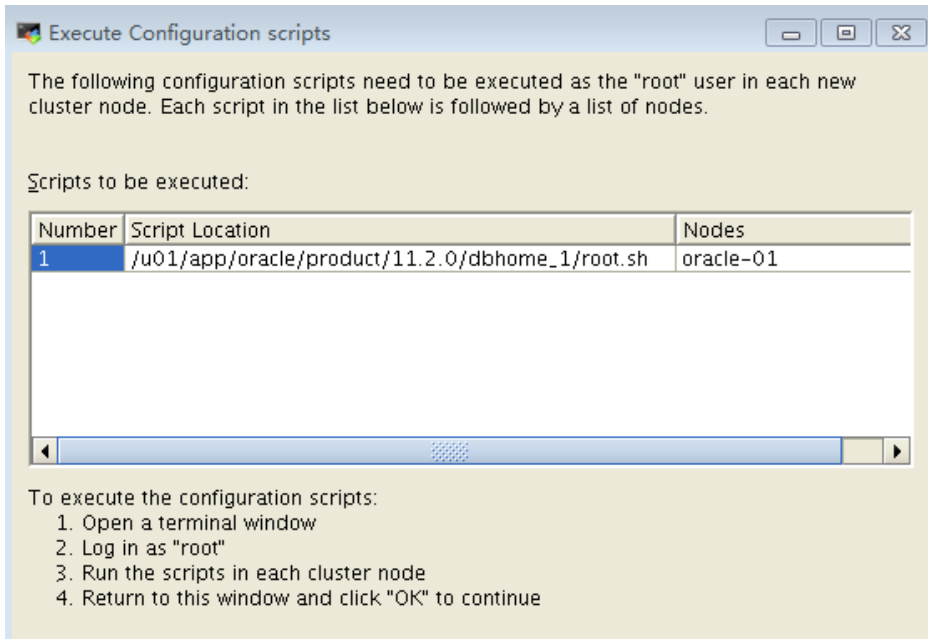 Execute Configuration scripts
The following configuration scripts need to be executed as the "root" user in each new
cluster node. Each script in the list below is followed by a list of nodes.
Scripts to be executed:
Number Script Location Nodes
1 /u01/app/oracle/product/11.2.0/dbhome_1/root.sh oracle-01
To execute the configuration scripts:
1. Open a terminal window
2. Log in as "root"
3. Run the scripts in each cluster node
4. Return to this window and click "OK" to continue